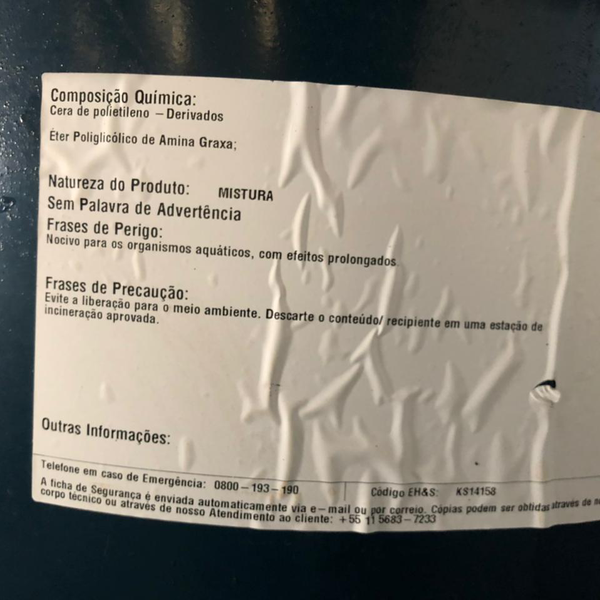 Composição Química:
Cera de polietileno – Derivados
Éter Poliglicólico de Amina Graxa;
Natureza do Produto: MISTURA
Sem Palavra de Advertência
Frases de Perigo:
Nocivo para os organismos aquáticos, com efeitos prolongados.
Frases de Precaução:
Evite a liberação para o meio ambiente. Descarte o conteúdo/ recipiente em uma estação de
incineração aprovada.
Outras Informações:
Telefone em caso de Emergência: 0800–193–190 Código EH&S: KS14158
A ficha de Segurança é enviada automaticamente via e–mail ou por correio. Cópias podem ser obtidas através de
corpo técnico ou através de nosso Atendimento ao cliente: +55 11 5683–7233